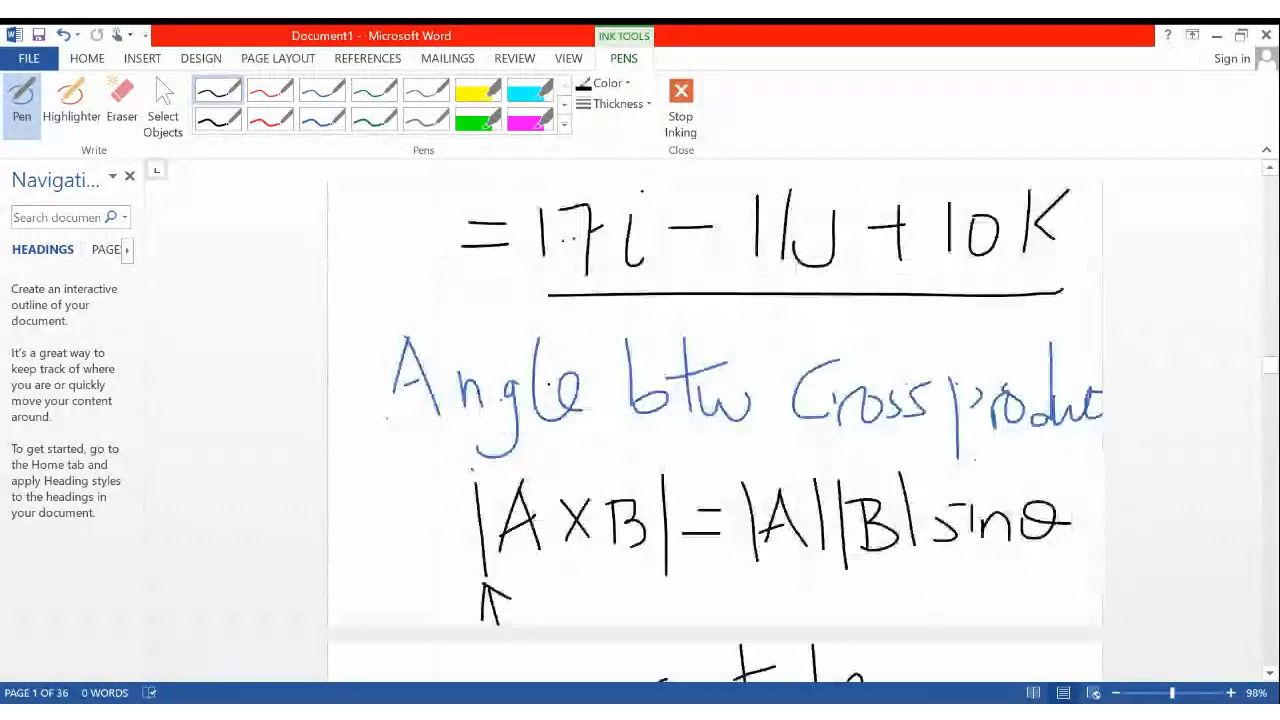 Document1 - Microsoft Word
INK TOOLS
FILE HOME INSERT DESIGN PAGE LAYOUT REFERENCES MAILINGS REVIEW VIEW PENS
Sign in
Pen Highlighter Eraser Select Objects
Color
Thickness
Stop Inking
Write Pens Close
Navigati...
Search documen
HEADINGS PAGE
Create an interactive
outline of your
document.
It's a great way to
keep track of where
you are or quickly
move your content
around.
To get started, go to
the Home tab and
apply Heading styles
to the headings in
your document.
= 17i - 11J + 10K
Angle btw Cross product
|A X B| = |A| |B| sinθ
PAGE 1 OF 36 0 WORDS
98%